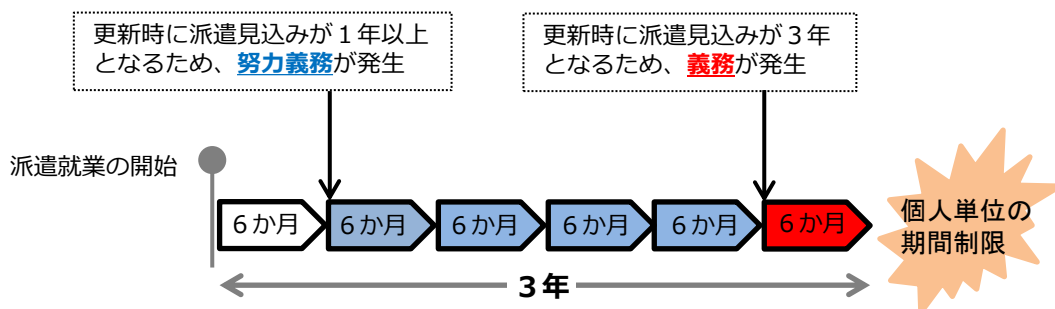 更新時に派遣見込みが１年以上
となるため、努力義務が発生
更新時に派遣見込みが３年
となるため、義務が発生
派遣就業の開始
６か月
６か月
６か月
６か月
６か月
６か月
個人単位の
期間制限
３年